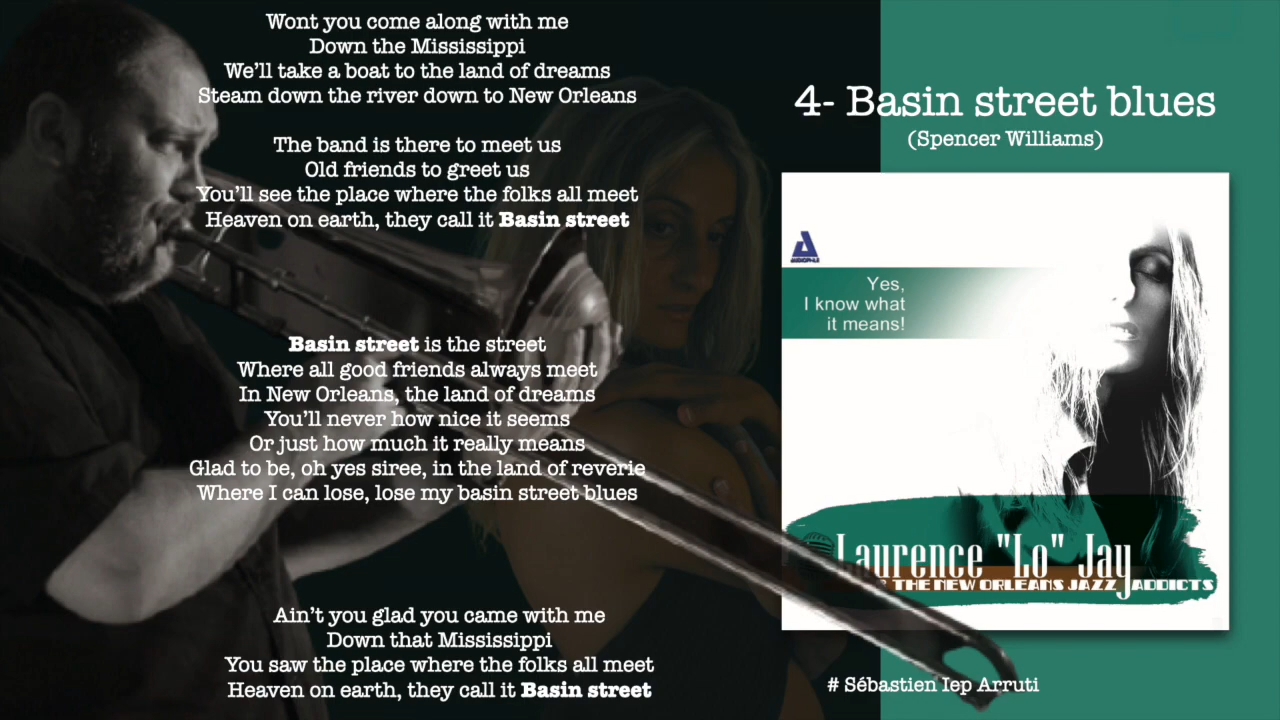 Wont you come along with me
Down the Mississippi
We'll take a boat to the land of dreams
Steam down the river down to New Orleans
The band is there to meet us
Old friends to greet us
You'll see the place where the folks all meet
Heaven on earth, they call it Basin street
Basin street is the street
Where all good friends always meet
In New Orleans, the land of dreams
You'll never how nice it seems
Or just how much it really means
Glad to be, oh yes siree, in the land of reverie
Where I can lose, lose my basin street blues
Ain't you glad you came with me
Down that Mississippi
You saw the place where the folks all meet
Heaven on earth, they call it Basin street
4- Basin street blues
(Spencer Williams)
AUDIOPHILE
Yes,
I know what
it means!
Laurence "Lo" Jay
THE NEW ORLEANS JAZZ ADDICTS
# Sébastien Iep Arruti